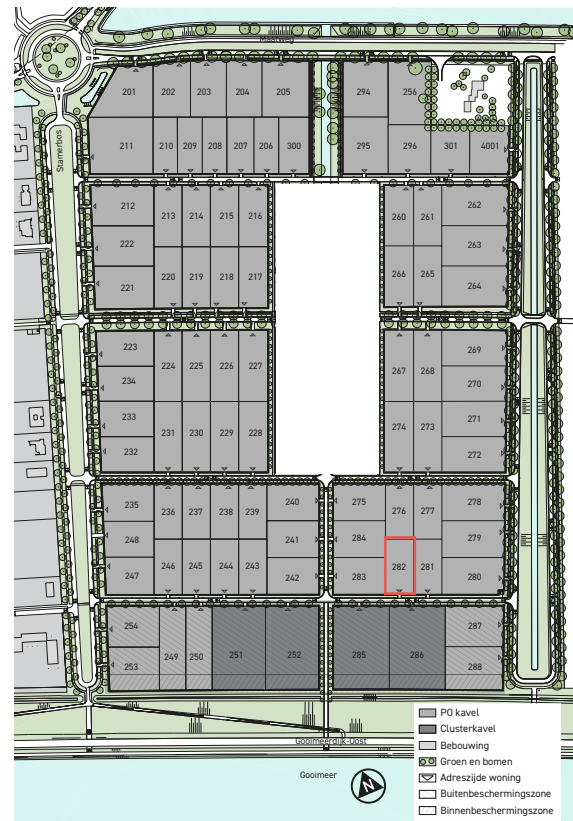 Maatweg
Stamerbos
201 202 203 204 205 294 256
211 210 209 208 207 206 300 295 296 301 4001
212 213 214 215 216 260 261 262
222 263
221 220 219 218 217 266 265 264
223 224 225 226 227 267 268 269
234 270
233 274 273 271
232 231 230 229 228 272
235 236 237 238 239 240 275 276 277 278
248 241 284 279
247 246 245 244 243 242 283 282 281 280
254 287
253 249 250 251 252 285 286 288
Gooimeerdijk-Oost
Gooimeer
N
PO kavel
Clusterkavel
Bebouwing
Groen en bomen
Adreszijde woning
Buitenbeschermingszone
Binnenbeschermingszone